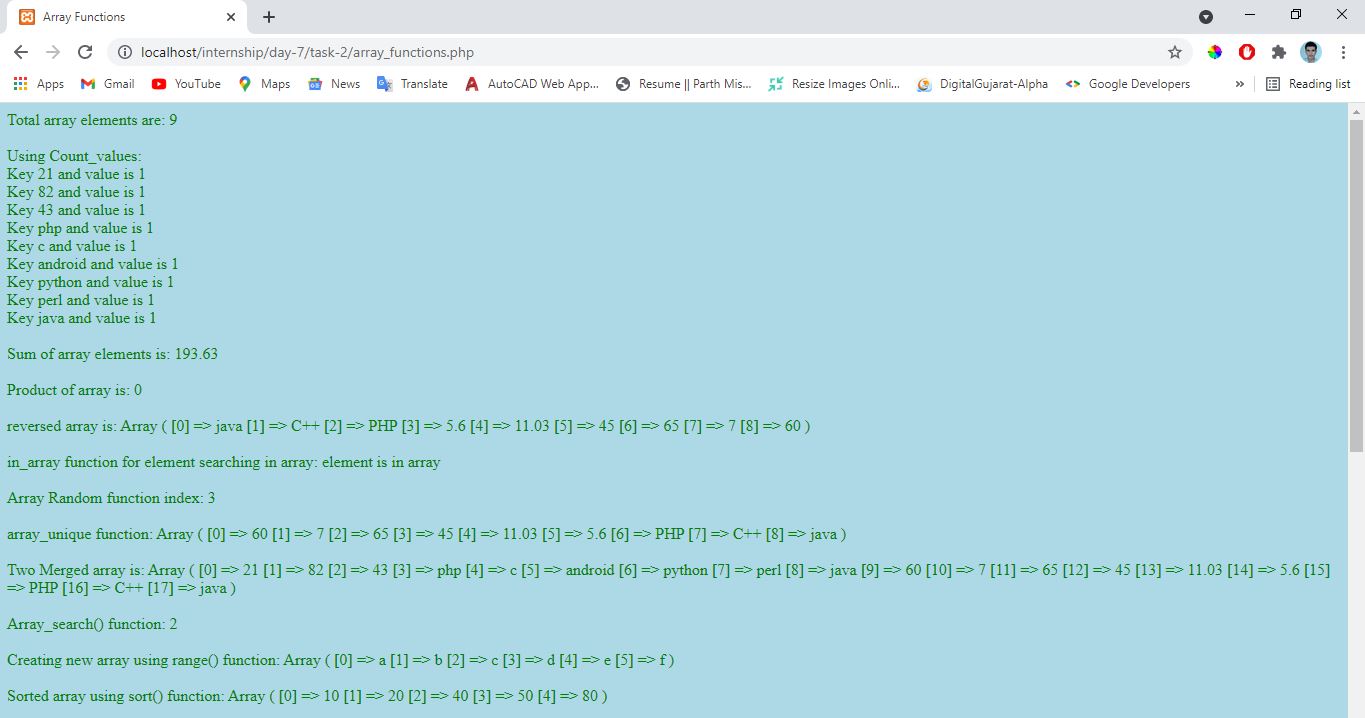 Array Functions
localhost/internship/day-7/task-2/array_functions.php
Apps Gmail YouTube Maps News Translate AutoCAD Web App... Resume || Parth Mis... Resize Images Onli... DigitalGujarat-Alpha Google Developers » Reading list
Total array elements are: 9
Using Count_values:
Key 21 and value is 1
Key 82 and value is 1
Key 43 and value is 1
Key php and value is 1
Key c and value is 1
Key android and value is 1
Key python and value is 1
Key perl and value is 1
Key java and value is 1
Sum of array elements is: 193.63
Product of array is: 0
reversed array is: Array ( [0] => java [1] => C++ [2] => PHP [3] => 5.6 [4] => 11.03 [5] => 45 [6] => 65 [7] => 7 [8] => 60 )
in_array function for element searching in array: element is in array
Array Random function index: 3
array_unique function: Array ( [0] => 60 [1] => 7 [2] => 65 [3] => 45 [4] => 11.03 [5] => 5.6 [6] => PHP [7] => C++ [8] => java )
Two Merged array is: Array ( [0] => 21 [1] => 82 [2] => 43 [3] => php [4] => c [5] => android [6] => python [7] => perl [8] => java [9] => 60 [10] => 7 [11] => 65 [12] => 45 [13] => 11.03 [14] => 5.6 [15]
=> PHP [16] => C++ [17] => java )
Array_search() function: 2
Creating new array using range() function: Array ( [0] => a [1] => b [2] => c [3] => d [4] => e [5] => f )
Sorted array using sort() function: Array ( [0] => 10 [1] => 20 [2] => 40 [3] => 50 [4] => 80 )